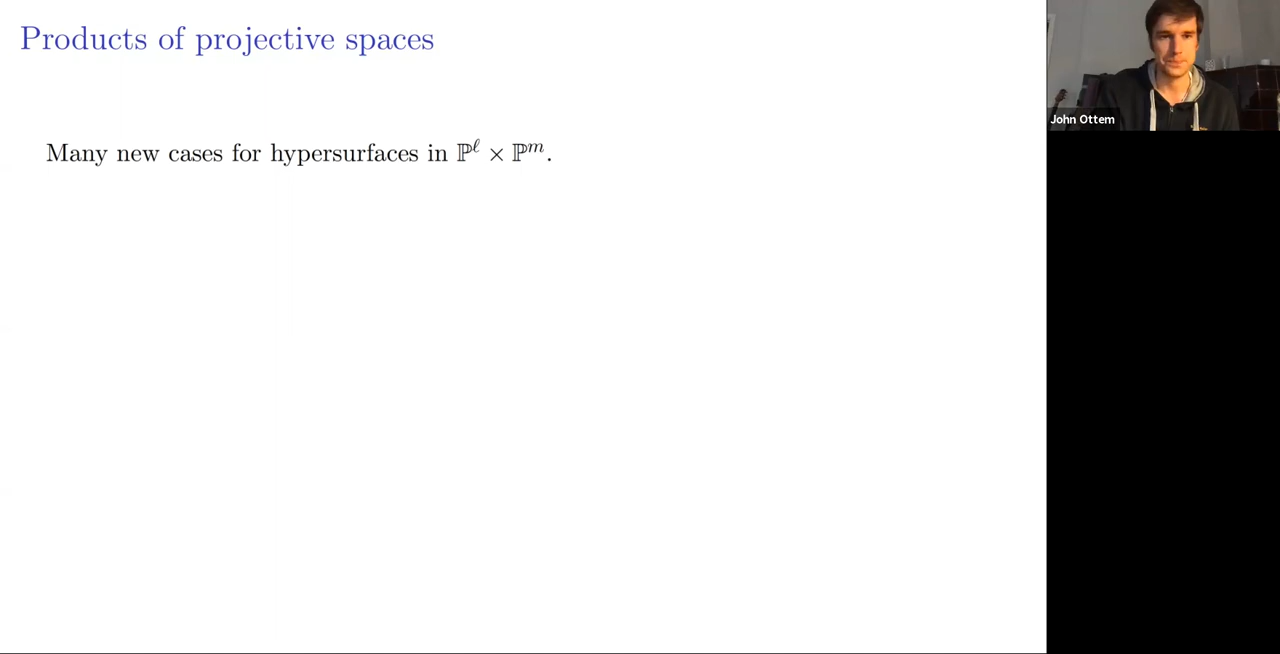 Products of projective spaces
Many new cases for hypersurfaces in ℙ^ℓ × ℙ^m.
John Ottem